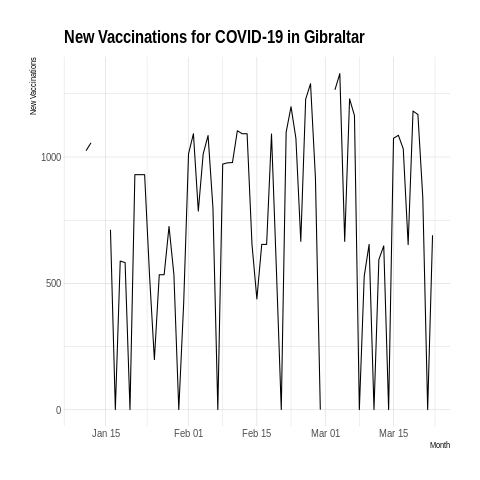 New Vaccinations for COVID-19 in Gibraltar
New Vaccinations
1000
500
0
Jan 15 Feb 01 Feb 15 Mar 01 Mar 15
Month